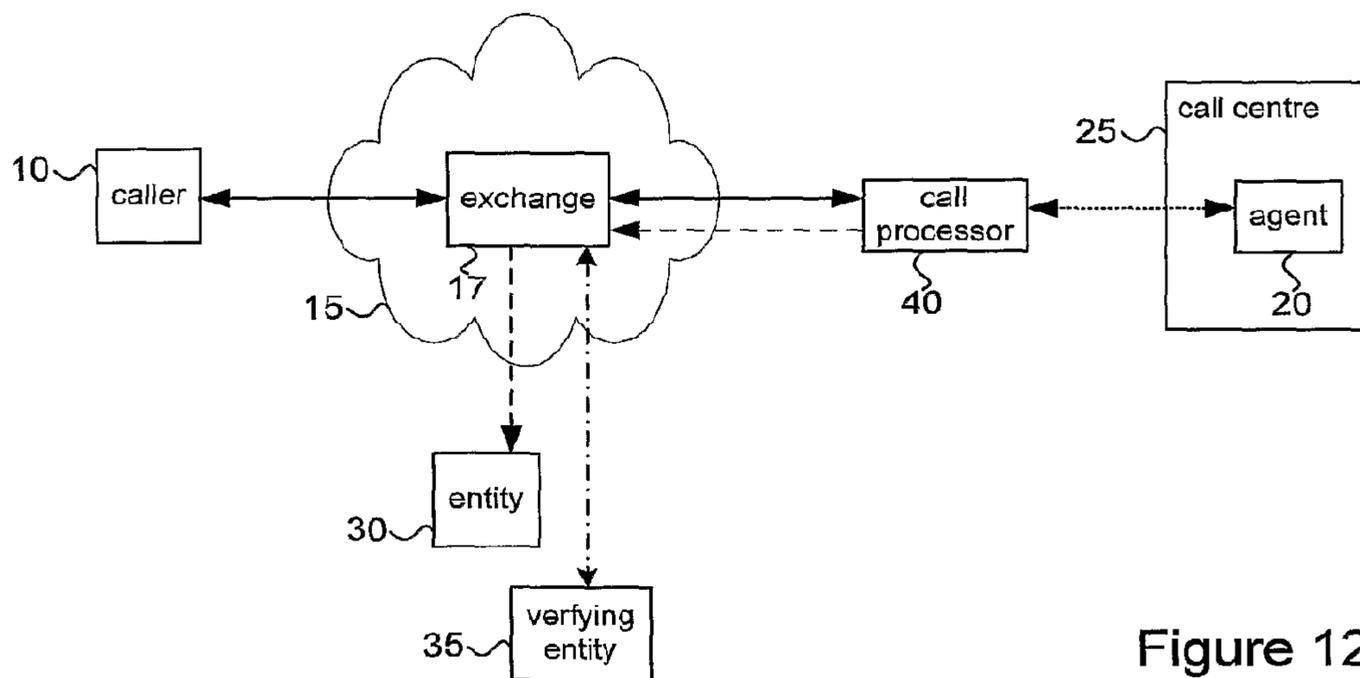 call centre
25
10
caller
exchange
call
processor
agent
17
15
40
20
entity
30
verfying
entity
35
Figure 12